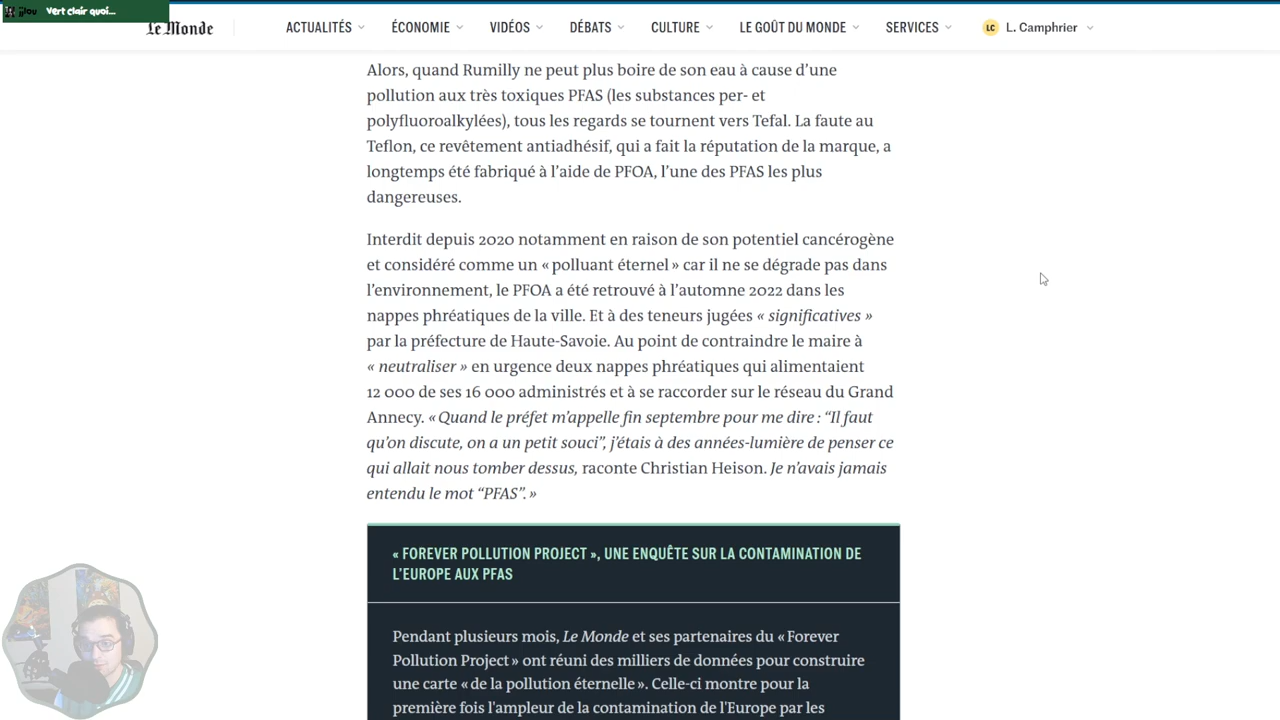 Vert clair quoi...
Le Monde
ACTUALITÉS ÉCONOMIE VIDÉOS DÉBATS CULTURE LE GOÛT DU MONDE SERVICES LC L. Camphrier
Alors, quand Rumilly ne peut plus boire de son eau à cause d’une
pollution aux très toxiques PFAS (les substances per- et
polyfluoroalkylées), tous les regards se tournent vers Tefal. La faute au
Teflon, ce revêtement antiadhésif, qui a fait la réputation de la marque, a
longtemps été fabriqué à l’aide de PFOA, l’une des PFAS les plus
dangereuses.
Interdit depuis 2020 notamment en raison de son potentiel cancérogène
et considéré comme un « polluant éternel » car il ne se dégrade pas dans
l’environnement, le PFOA a été retrouvé à l’automne 2022 dans les
nappes phréatiques de la ville. Et à des teneurs jugées « significatives »
par la préfecture de Haute-Savoie. Au point de contraindre le maire à
« neutraliser » en urgence deux nappes phréatiques qui alimentaient
12 000 de ses 16 000 administrés et à se raccorder sur le réseau du Grand
Annecy. « Quand le préfet m’appelle fin septembre pour me dire : “Il faut
qu’on discute, on a un petit souci”, j’étais à des années-lumière de penser ce
qui allait nous tomber dessus, raconte Christian Heison. Je n’avais jamais
entendu le mot “PFAS”. »
« FOREVER POLLUTION PROJECT », UNE ENQUÊTE SUR LA CONTAMINATION DE
L’EUROPE AUX PFAS
Pendant plusieurs mois, Le Monde et ses partenaires du « Forever
Pollution Project » ont réuni des milliers de données pour construire
une carte « de la pollution éternelle ». Celle-ci montre pour la
première fois l'ampleur de la contamination de l'Europe par les